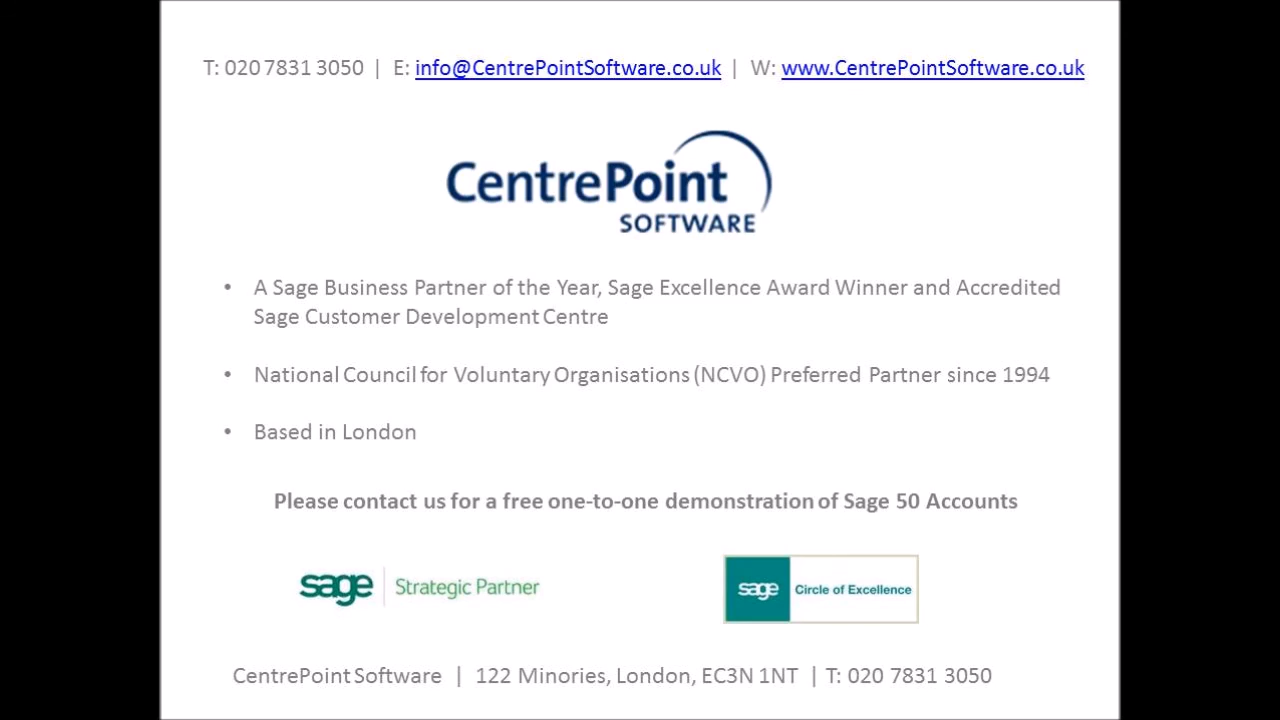 T: 020 7831 3050 | E: info@CentrePointSoftware.co.uk | W: www.CentrePointSoftware.co.uk
CentrePoint
SOFTWARE
• A Sage Business Partner of the Year, Sage Excellence Award Winner and Accredited
Sage Customer Development Centre
• National Council for Voluntary Organisations (NCVO) Preferred Partner since 1994
• Based in London
Please contact us for a free one-to-one demonstration of Sage 50 Accounts
sage | Strategic Partner
sage Circle of Excellence
CentrePoint Software | 122 Minories, London, EC3N 1NT | T: 020 7831 3050